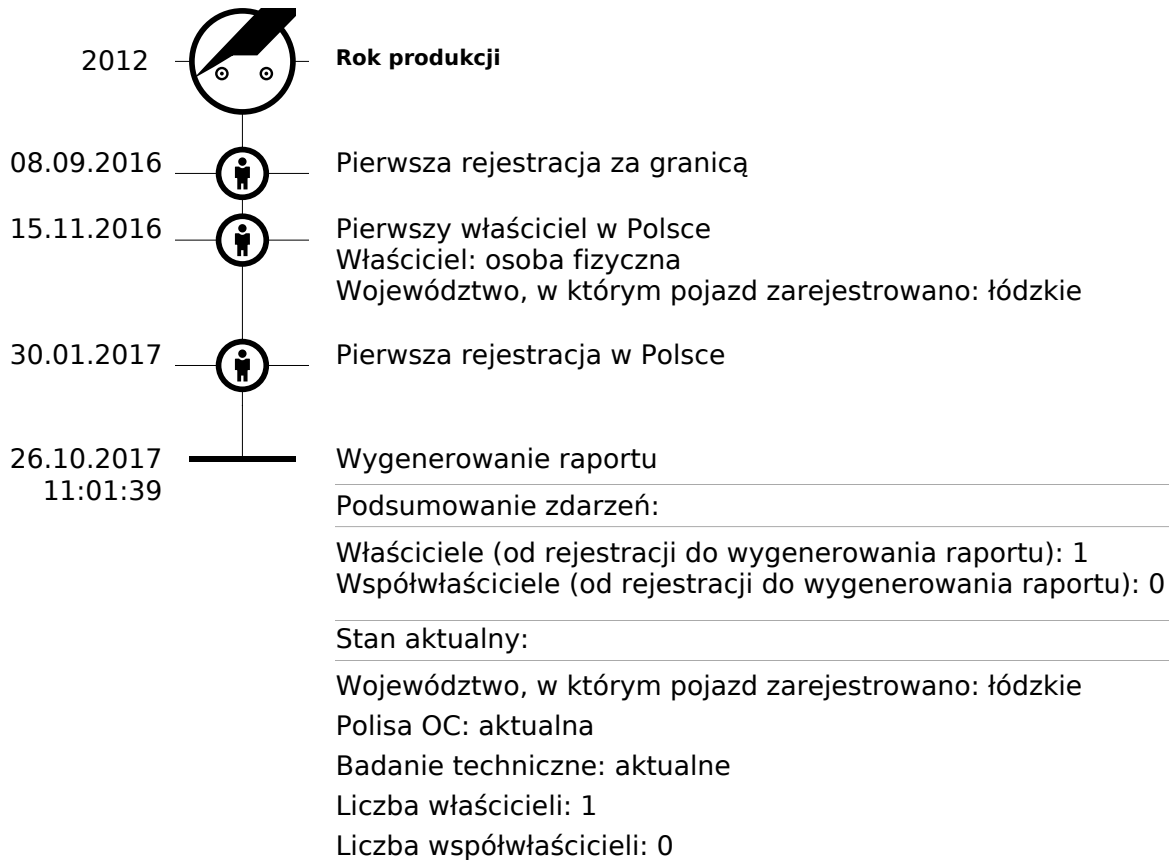 2012 Rok produkcji
08.09.2016 Pierwsza rejestracja za granicą
15.11.2016 Pierwszy właściciel w Polsce
Właściciel: osoba fizyczna
Województwo, w którym pojazd zarejestrowano: łódzkie
30.01.2017 Pierwsza rejestracja w Polsce
26.10.2017 Wygenerowanie raportu
11:01:39
Podsumowanie zdarzeń:
Właściciele (od rejestracji do wygenerowania raportu): 1
Współwłaściciele (od rejestracji do wygenerowania raportu): 0
Stan aktualny:
Województwo, w którym pojazd zarejestrowano: łódzkie
Polisa OC: aktualna
Badanie techniczne: aktualne
Liczba właścicieli: 1
Liczba współwłaścicieli: 0